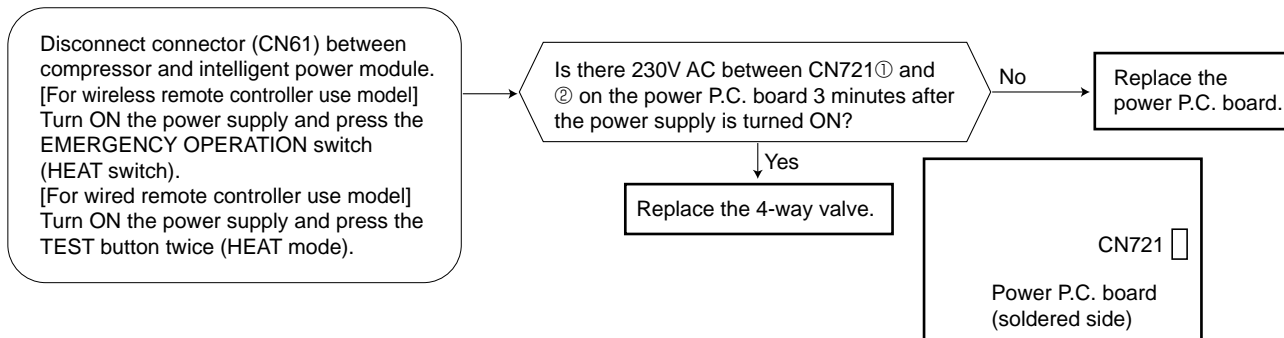 Disconnect connector (CN61) between
compressor and intelligent power module.
[For wireless remote controller use model]
Turn ON the power supply and press the
EMERGENCY OPERATION switch
(HEAT switch).
[For wired remote controller use model]
Turn ON the power supply and press the
TEST button twice (HEAT mode).
Is there 230V AC between CN721① and
② on the power P.C. board 3 minutes after
the power supply is turned ON?
No
Replace the
power P.C. board.
Yes
Replace the 4-way valve.
CN721
Power P.C. board
(soldered side)